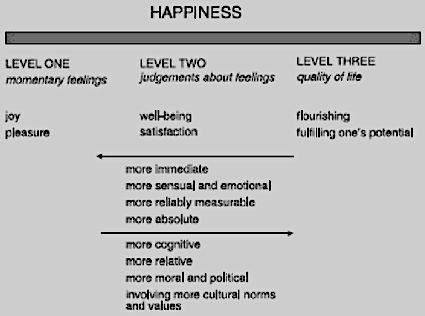 HAPPINESS
LEVEL ONE
momentary feelings
LEVEL TWO
judgements about feelings
LEVEL THREE
quality of life
joy
pleasure
well-being
satisfaction
flourishing
fulfilling one's potential
more immediate
more sensual and emotional
more reliably measurable
more absolute
more cognitive
more relative
more moral and political
involving more cultural norms
and values